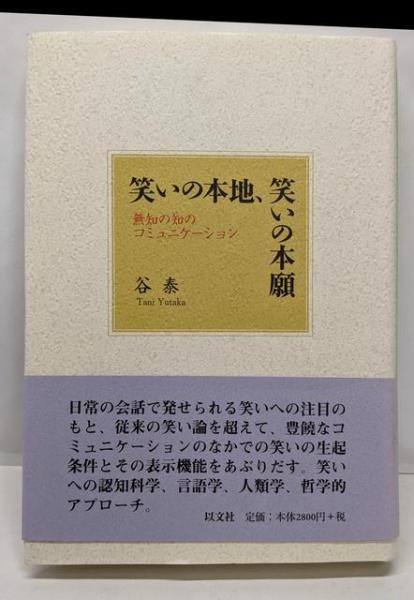 笑いの本地、
笑いの本願
無知の知の
コミュニケーション
谷 泰
Tani Yutaka
日常の会話で発せられる笑いへの注目の
もと、従来の笑い論を超えて、豊饒なコ
ミュニケーションのなかでの笑いの生起
条件とその表示機能をあぶりだす。笑い
への認知科学、言語学、人類学、哲学的
アプローチ。
以文社 定価：本体2800円＋税